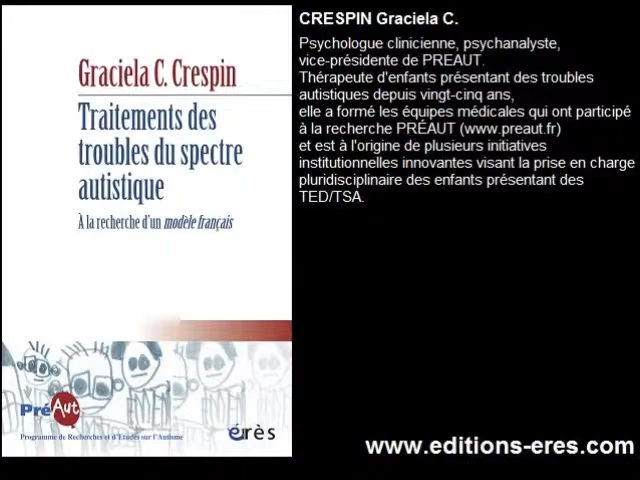 Graciela C. Crespin
Traitements des
troubles du spectre
autistique
À la recherche d'un modèle français
PréAut
Programme de Recherches et d'Etudes sur l'Autisme
érès
CRESPIN Graciela C.
Psychologue clinicienne, psychanalyste,
vice-présidente de PREAUT.
Thérapeute d'enfants présentant des troubles
autistiques depuis vingt-cinq ans,
elle a formé les équipes médicales qui ont participé
à la recherche PRÉAUT (www.preaut.fr)
et est à l'origine de plusieurs initiatives
institutionnelles innovantes visant la prise en charge
pluridisciplinaire des enfants présentant des
TED/TSA.
www.editions-eres.com